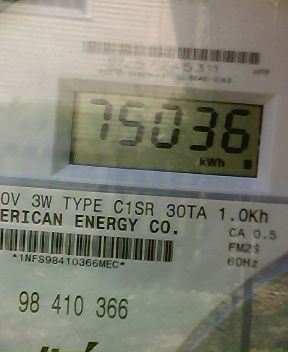 75036
kWh
0V 3W TYPE C1SR 30TA 1.0Kh
ERICAN ENERGY CO.
CA 0.5
FM2S
60Hz
*1NFS98410366MEC*
98 410 366